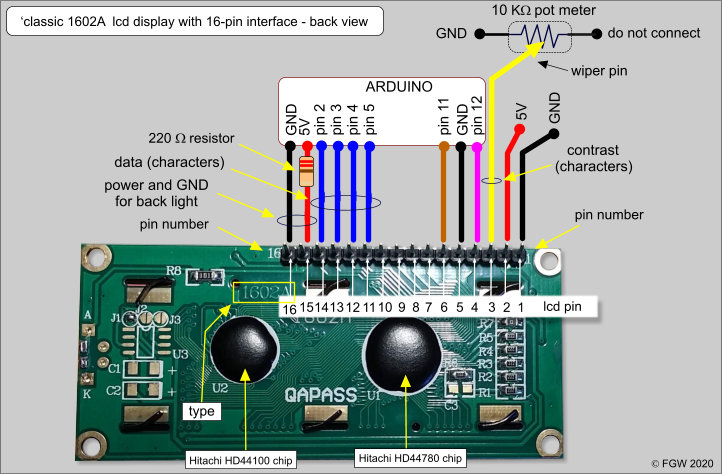 'classic 1602A lcd display with 16-pin interface - back view
10 KΩ pot meter
GND
do not connect
wiper pin
ARDUINO
GND
5V
pin 2
pin 3
pin 4
pin 5
pin 11
GND
pin 12
5V
GND
220 Ω resistor
data (characters)
power and GND
for back light
pin number
contrast
(characters)
pin number
16
1
R8
1602A
16 15 14 13 12 11 10 9 8 7 6 5 4 3 2 1 lcd pin
A
J1
J2
J3
U3
C1
C2
K
+
+
U2
QAPASS
U1
C3
R7
R5
R4
R3
R2
R1
type
Hitachi HD44100 chip
Hitachi HD44780 chip
© FGW 2020